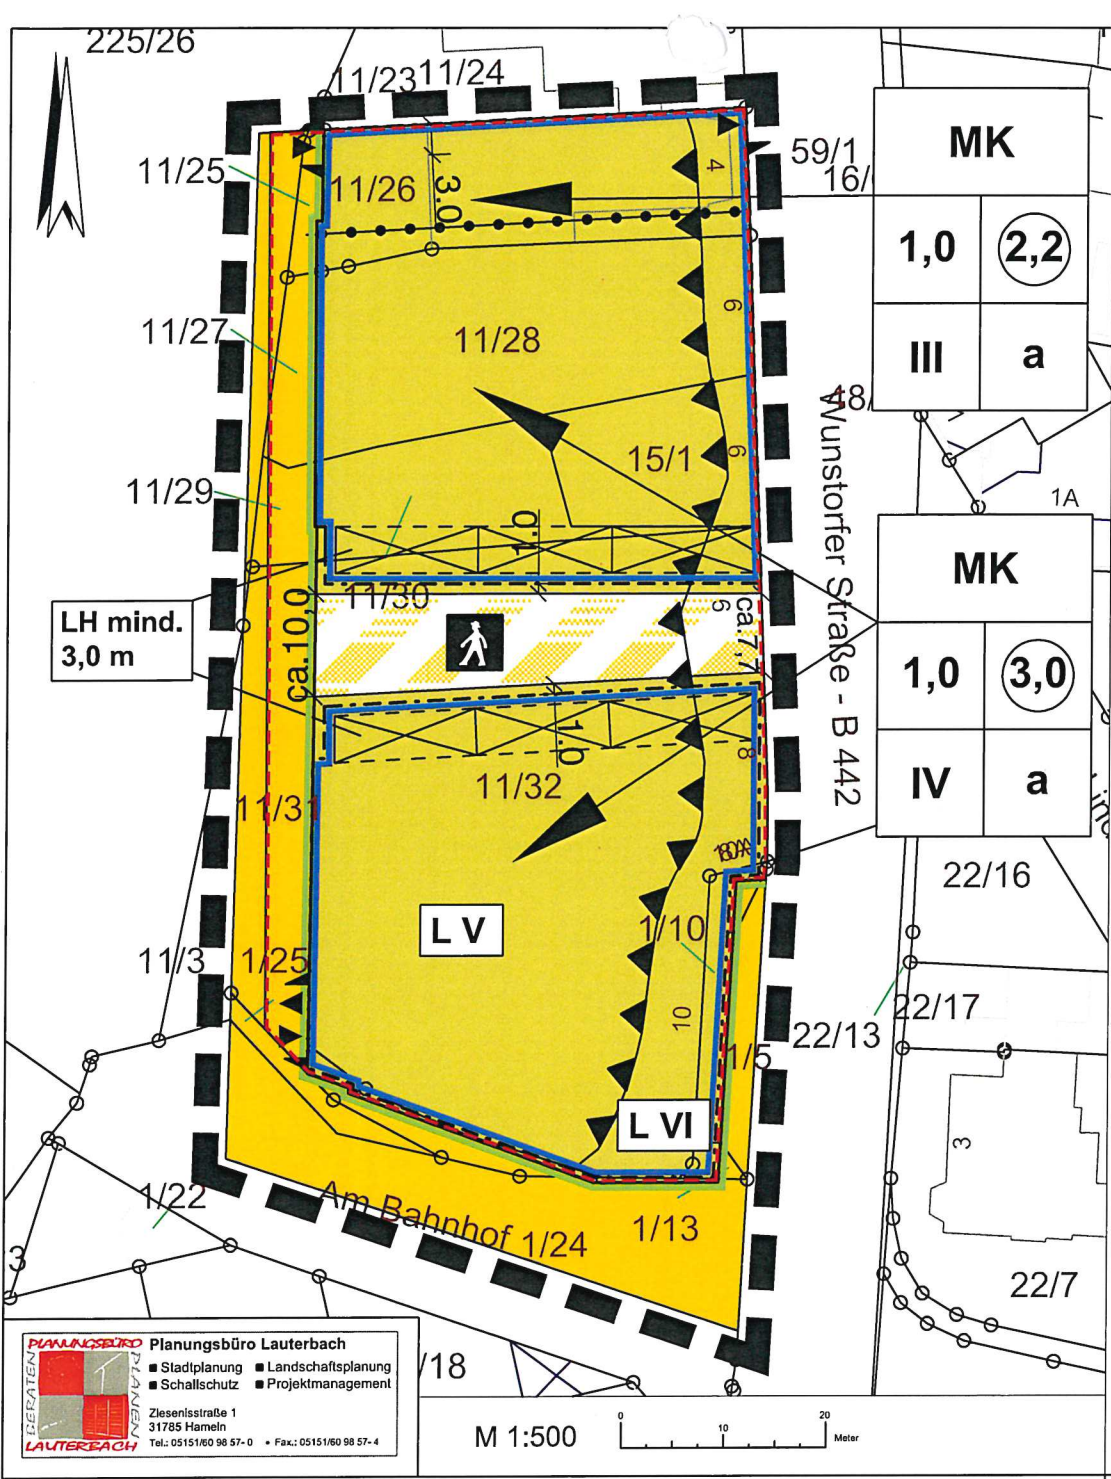 225/26
11/23
11/24
11/25
11/26
3.0
4
59/1
16/
MK
1,0
2,2
III
a
11/27
11/28
6
48/
15/1
6
11/29
1A
1.0
Wunstorfer Straße - B 442
MK
1,0
3,0
IV
a
LH mind.
3,0 m
ca.10,0
11/30
6
ca.7,7
1.0
8
11/32
11/31
22/16
L V
1/10
11/3
1/25
10
22/17
22/13
1/5
L VI
3
1/22
Am Bahnhof
1/24
1/13
3
22/7
/18
PLANUNGSBÜRO
BERATEN
PLANEN
LAUTERBACH
Planungsbüro Lauterbach
Stadtplanung
Landschaftsplanung
Schallschutz
Projektmanagement
Ziesenisstraße 1
31785 Hameln
Tel.: 05151/60 98 57- 0 • Fax.: 05151/60 98 57- 4
M 1:500
0
10
20
Meter